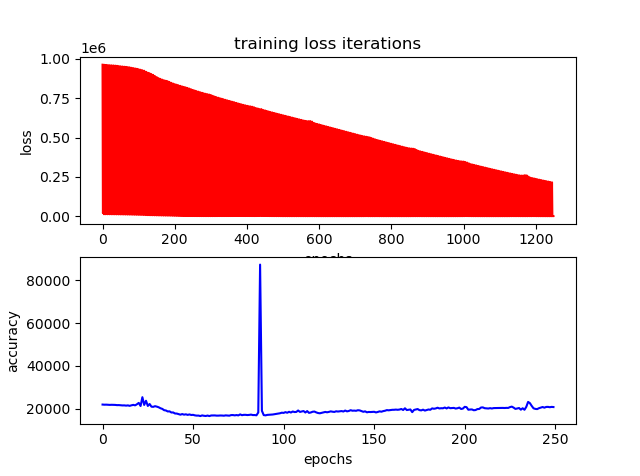 training loss iterations
1e6
1.00
0.75
0.50
0.25
0.00
loss
0 200 400 600 800 1000 1200
epochs
80000
60000
40000
20000
accuracy
0 50 100 150 200 250
epochs